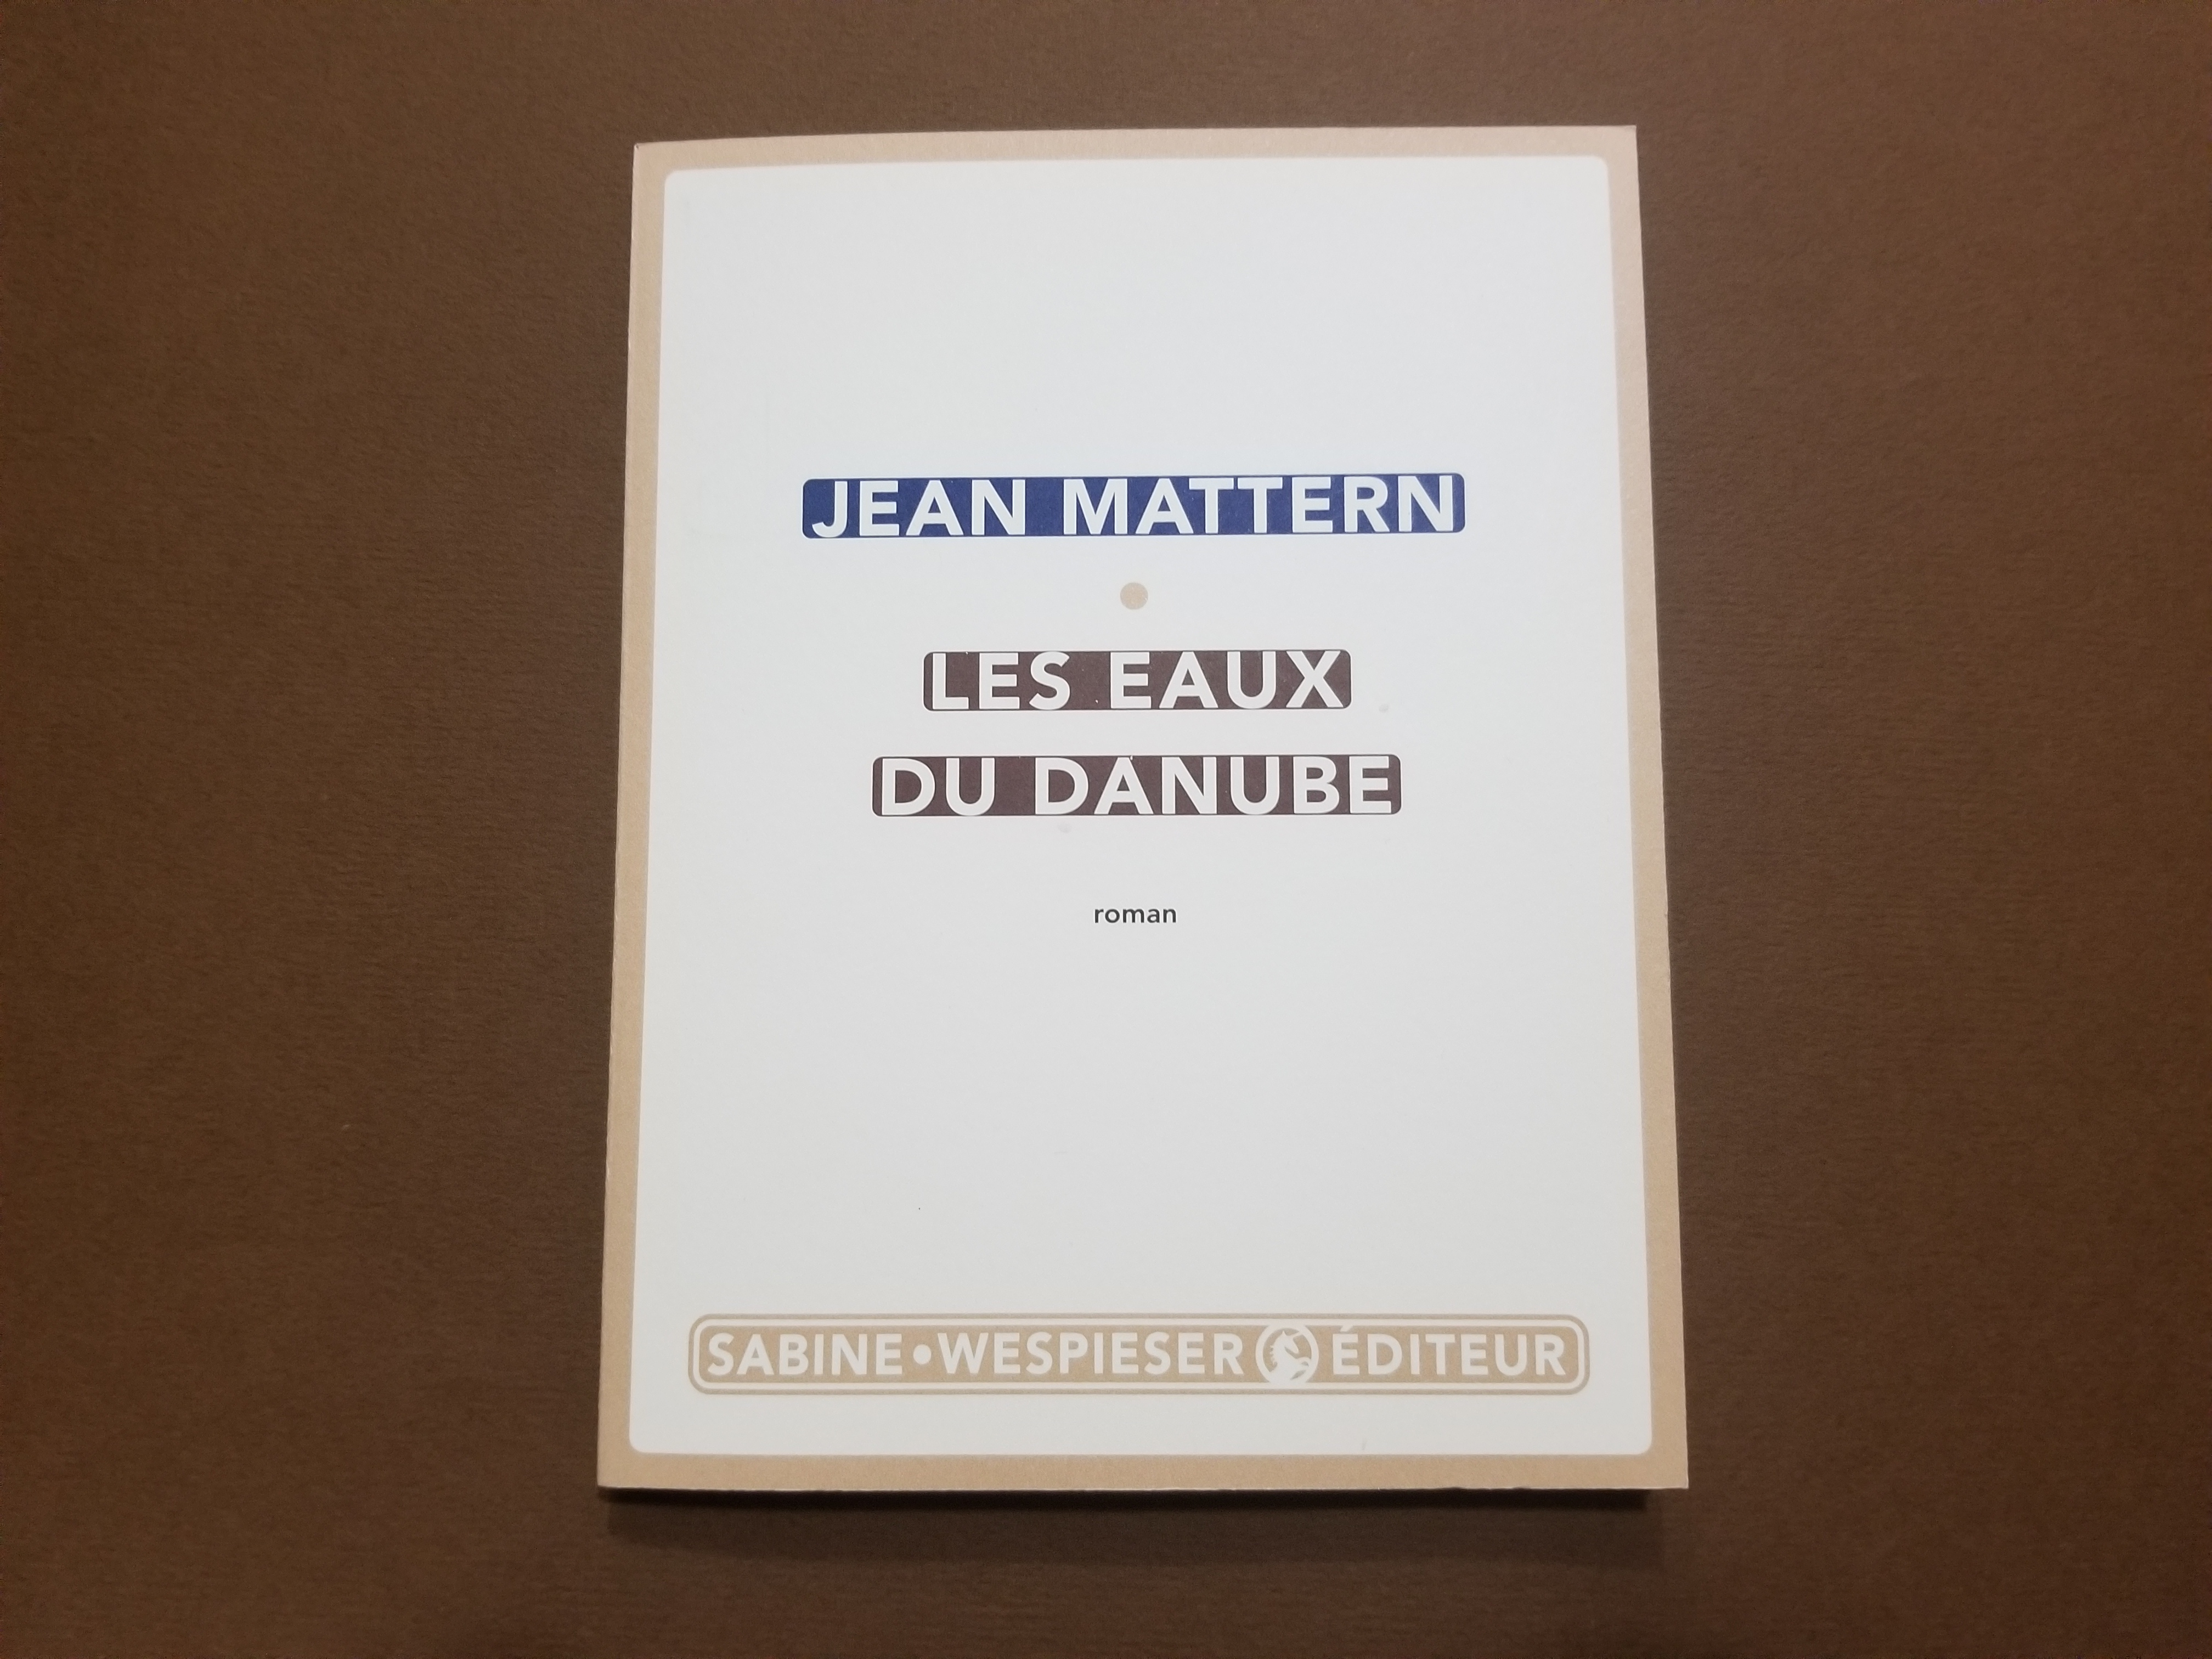 JEAN MATTERN
LES EAUX
DU DANUBE
roman
SABINE • WESPIESER ÉDITEUR